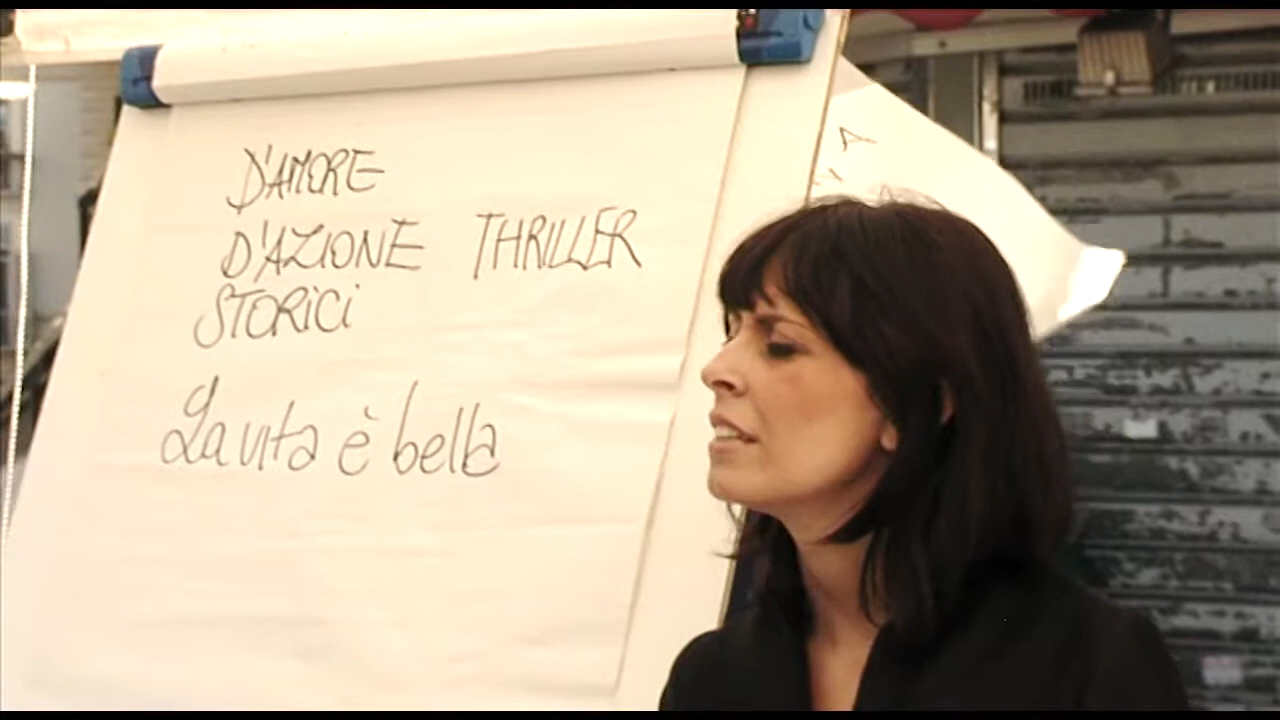 D'AMORE
D'AZIONE THRILLER
STORICI
La vita è bella
A